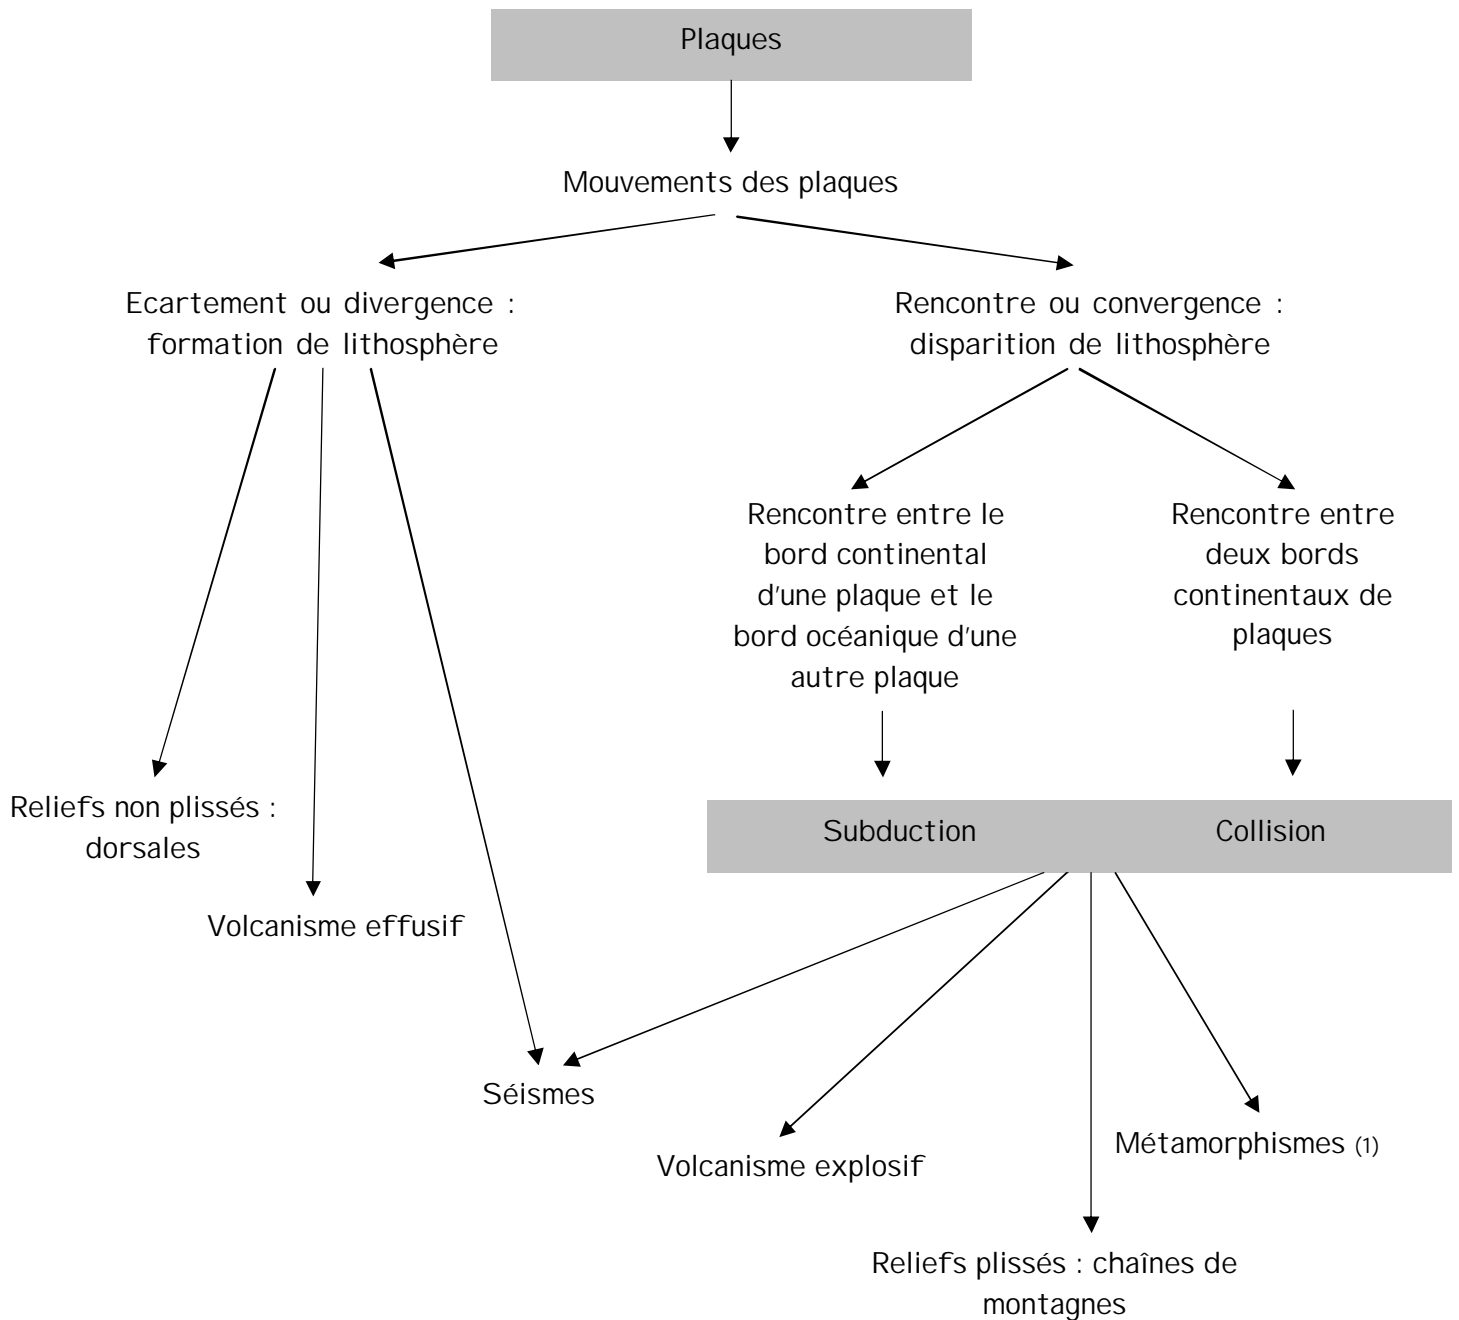 Plaques
Mouvements des plaques
Ecartement ou divergence :
formation de lithosphère
Rencontre ou convergence :
disparition de lithosphère
Rencontre entre le
bord continental
d'une plaque et le
bord océanique d'une
autre plaque
Rencontre entre
deux bords
continentaux de
plaques
Reliefs non plissés :
dorsales
Subduction
Collision
Volcanisme effusif
Séismes
Volcanisme explosif
Métamorphismes (1)
Reliefs plissés : chaînes de
montagnes